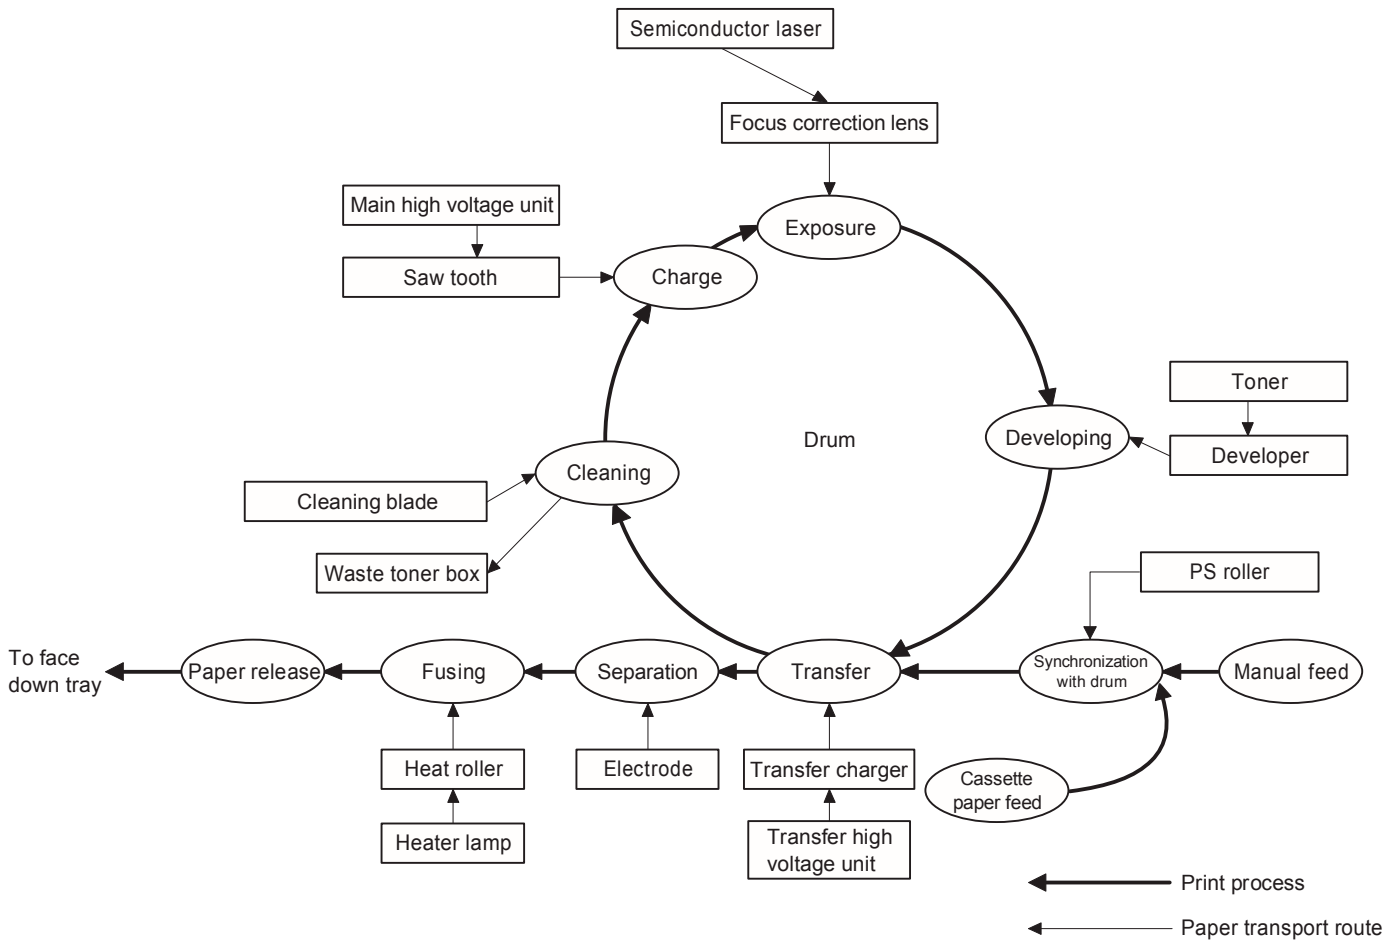 Semiconductor laser
Focus correction lens
Main high voltage unit
Exposure
Saw tooth
Charge
Toner
Drum
Developing
Developer
Cleaning
Cleaning blade
Waste toner box
PS roller
To face
down tray
Paper release
Fusing
Separation
Transfer
Synchronization
with drum
Manual feed
Heat roller
Electrode
Transfer charger
Cassette
paper feed
Heater lamp
Transfer high
voltage unit
Print process
Paper transport route